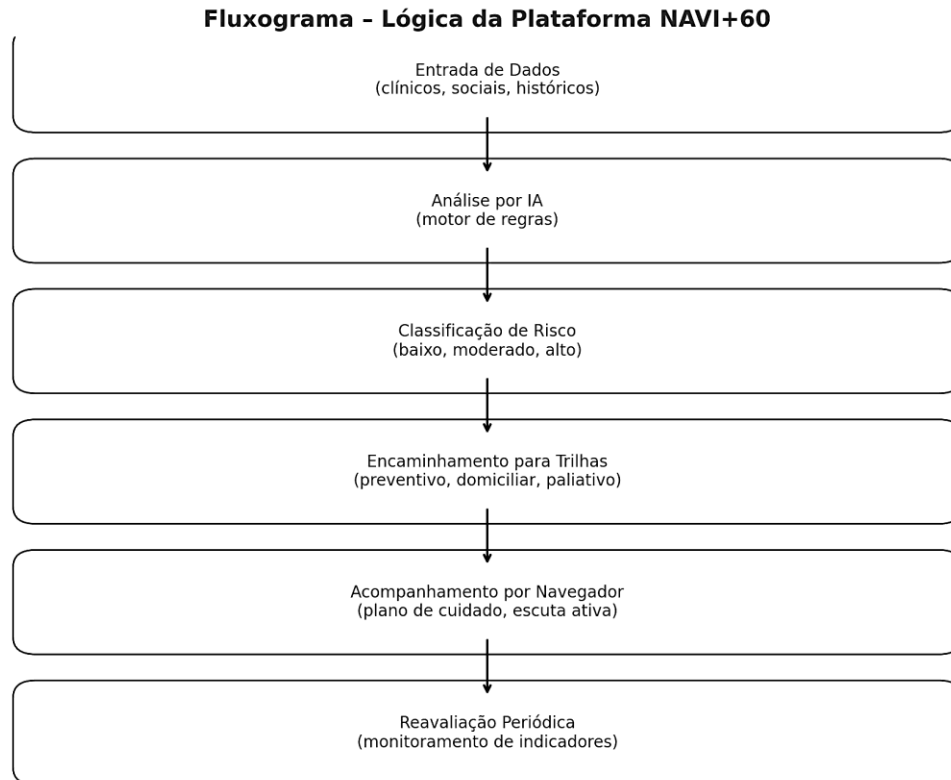 Fluxograma – Lógica da Plataforma NAVI+60
Entrada de Dados
(clínicos, sociais, históricos)
Análise por IA
(motor de regras)
Classificação de Risco
(baixo, moderado, alto)
Encaminhamento para Trilhas
(preventivo, domiciliar, paliativo)
Acompanhamento por Navegador
(plano de cuidado, escuta ativa)
Reavaliação Periódica
(monitoramento de indicadores)